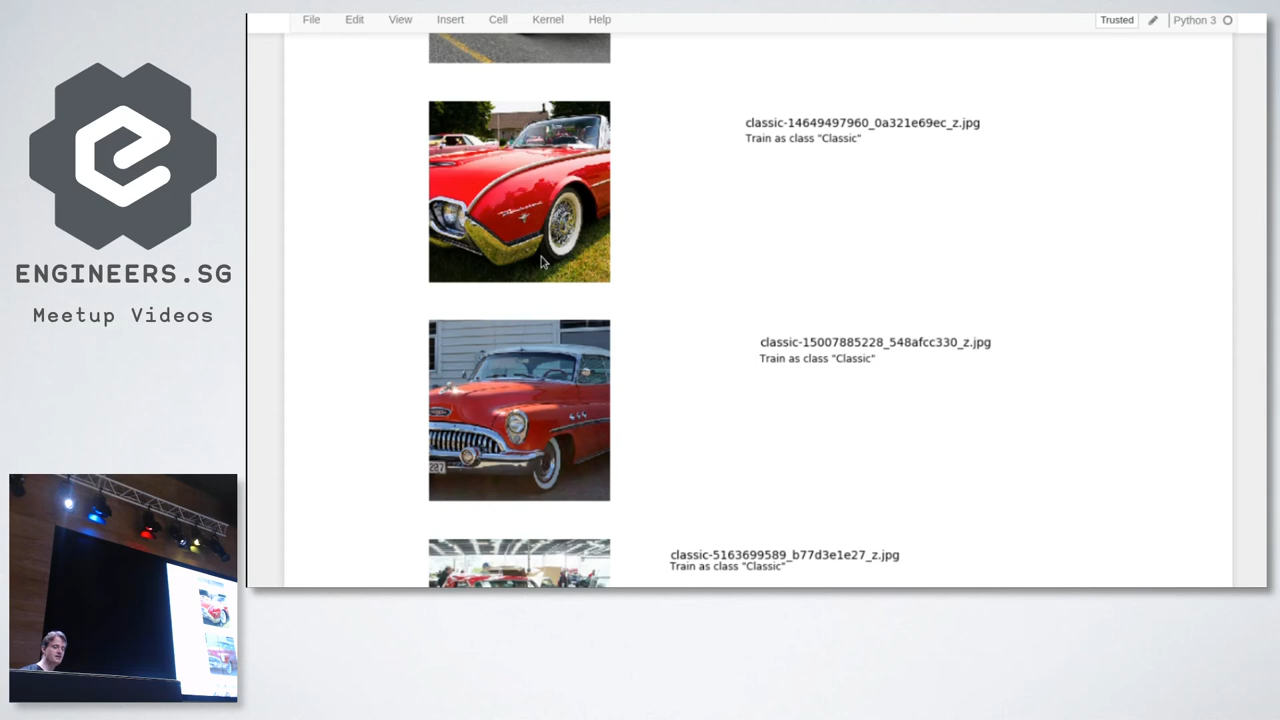 File Edit View Insert Cell Kernel Help
Trusted
Python 3
classic-14649497960_0a321e69ec_z.jpg
Train as class "Classic"
classic-15007885228_548afcc330_z.jpg
Train as class "Classic"
classic-5163699589_b77d3e1e27_z.jpg
Train as class "Classic"
ENGINEERS.SG
Meetup Videos